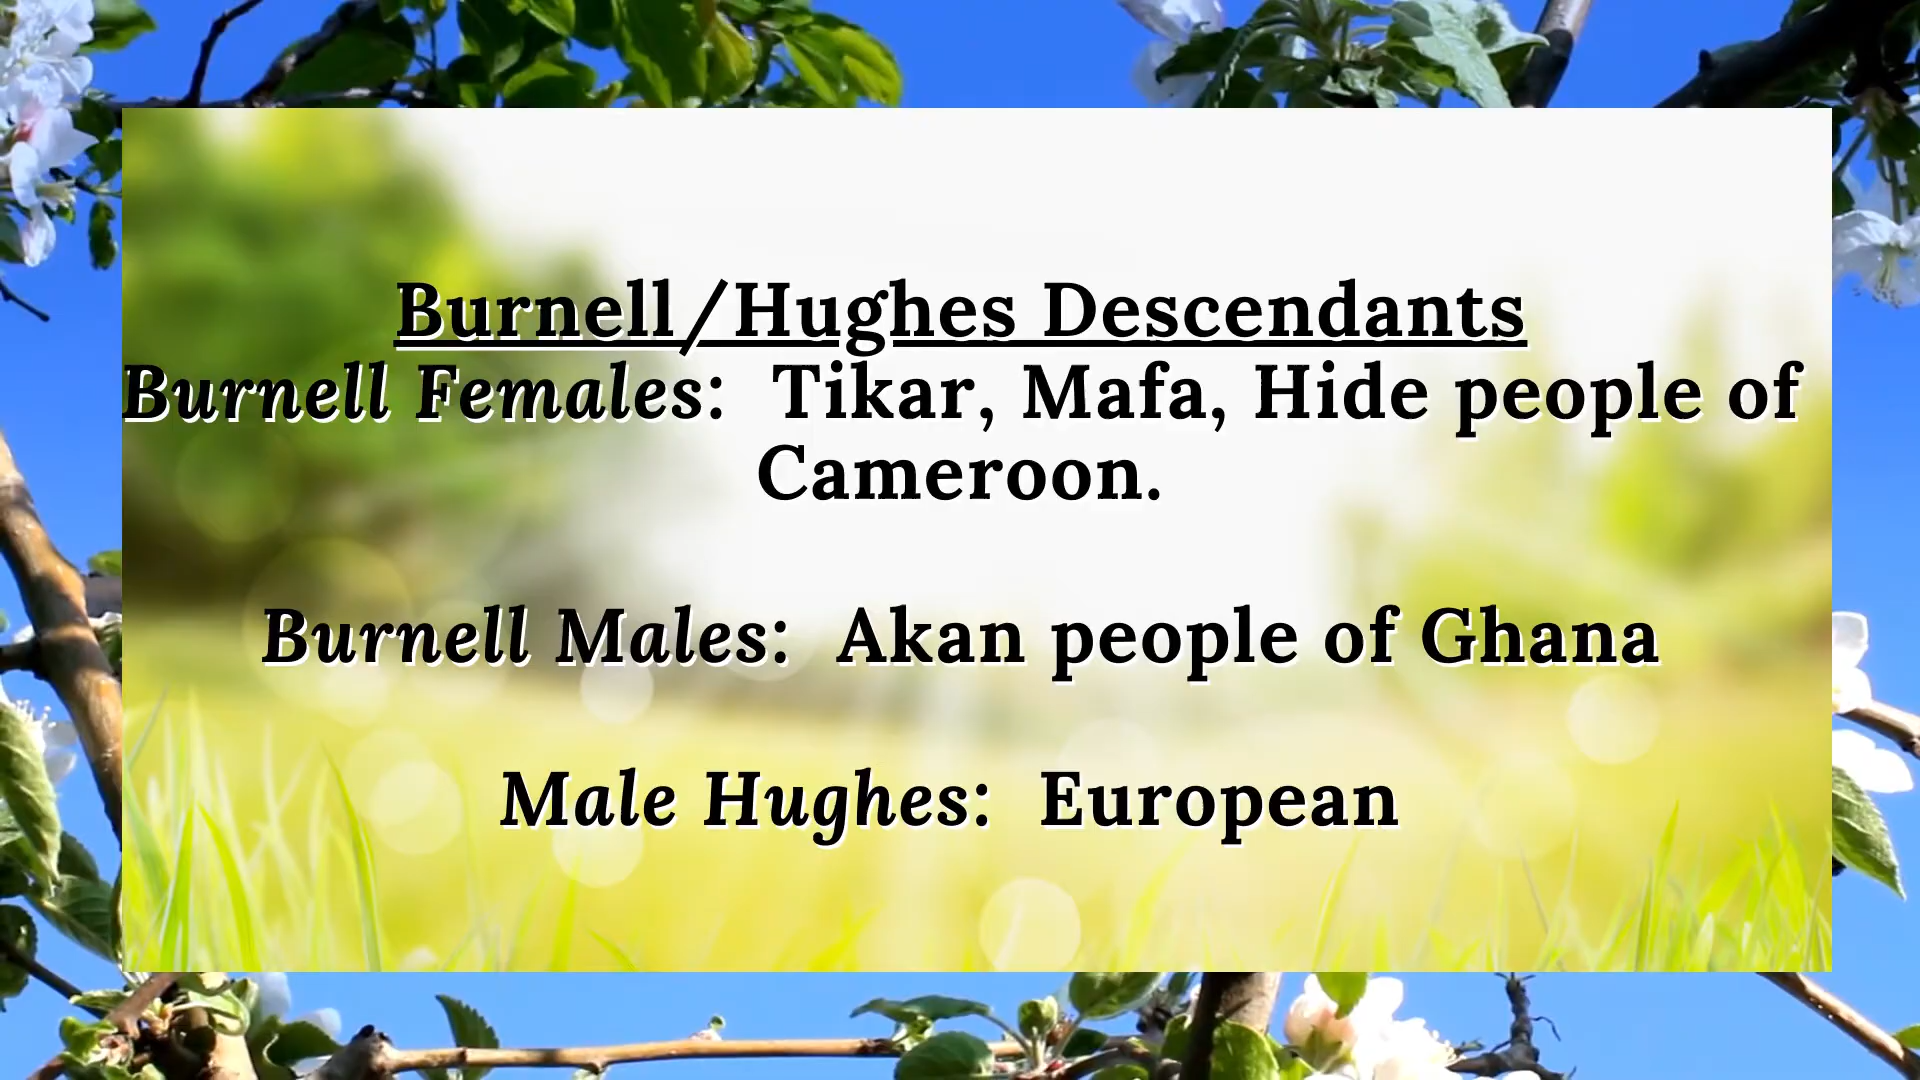 Burnell/Hughes Descendants
Burnell Females: Tikar, Mafa, Hide people of
Cameroon.
Burnell Males: Akan people of Ghana
Male Hughes: European